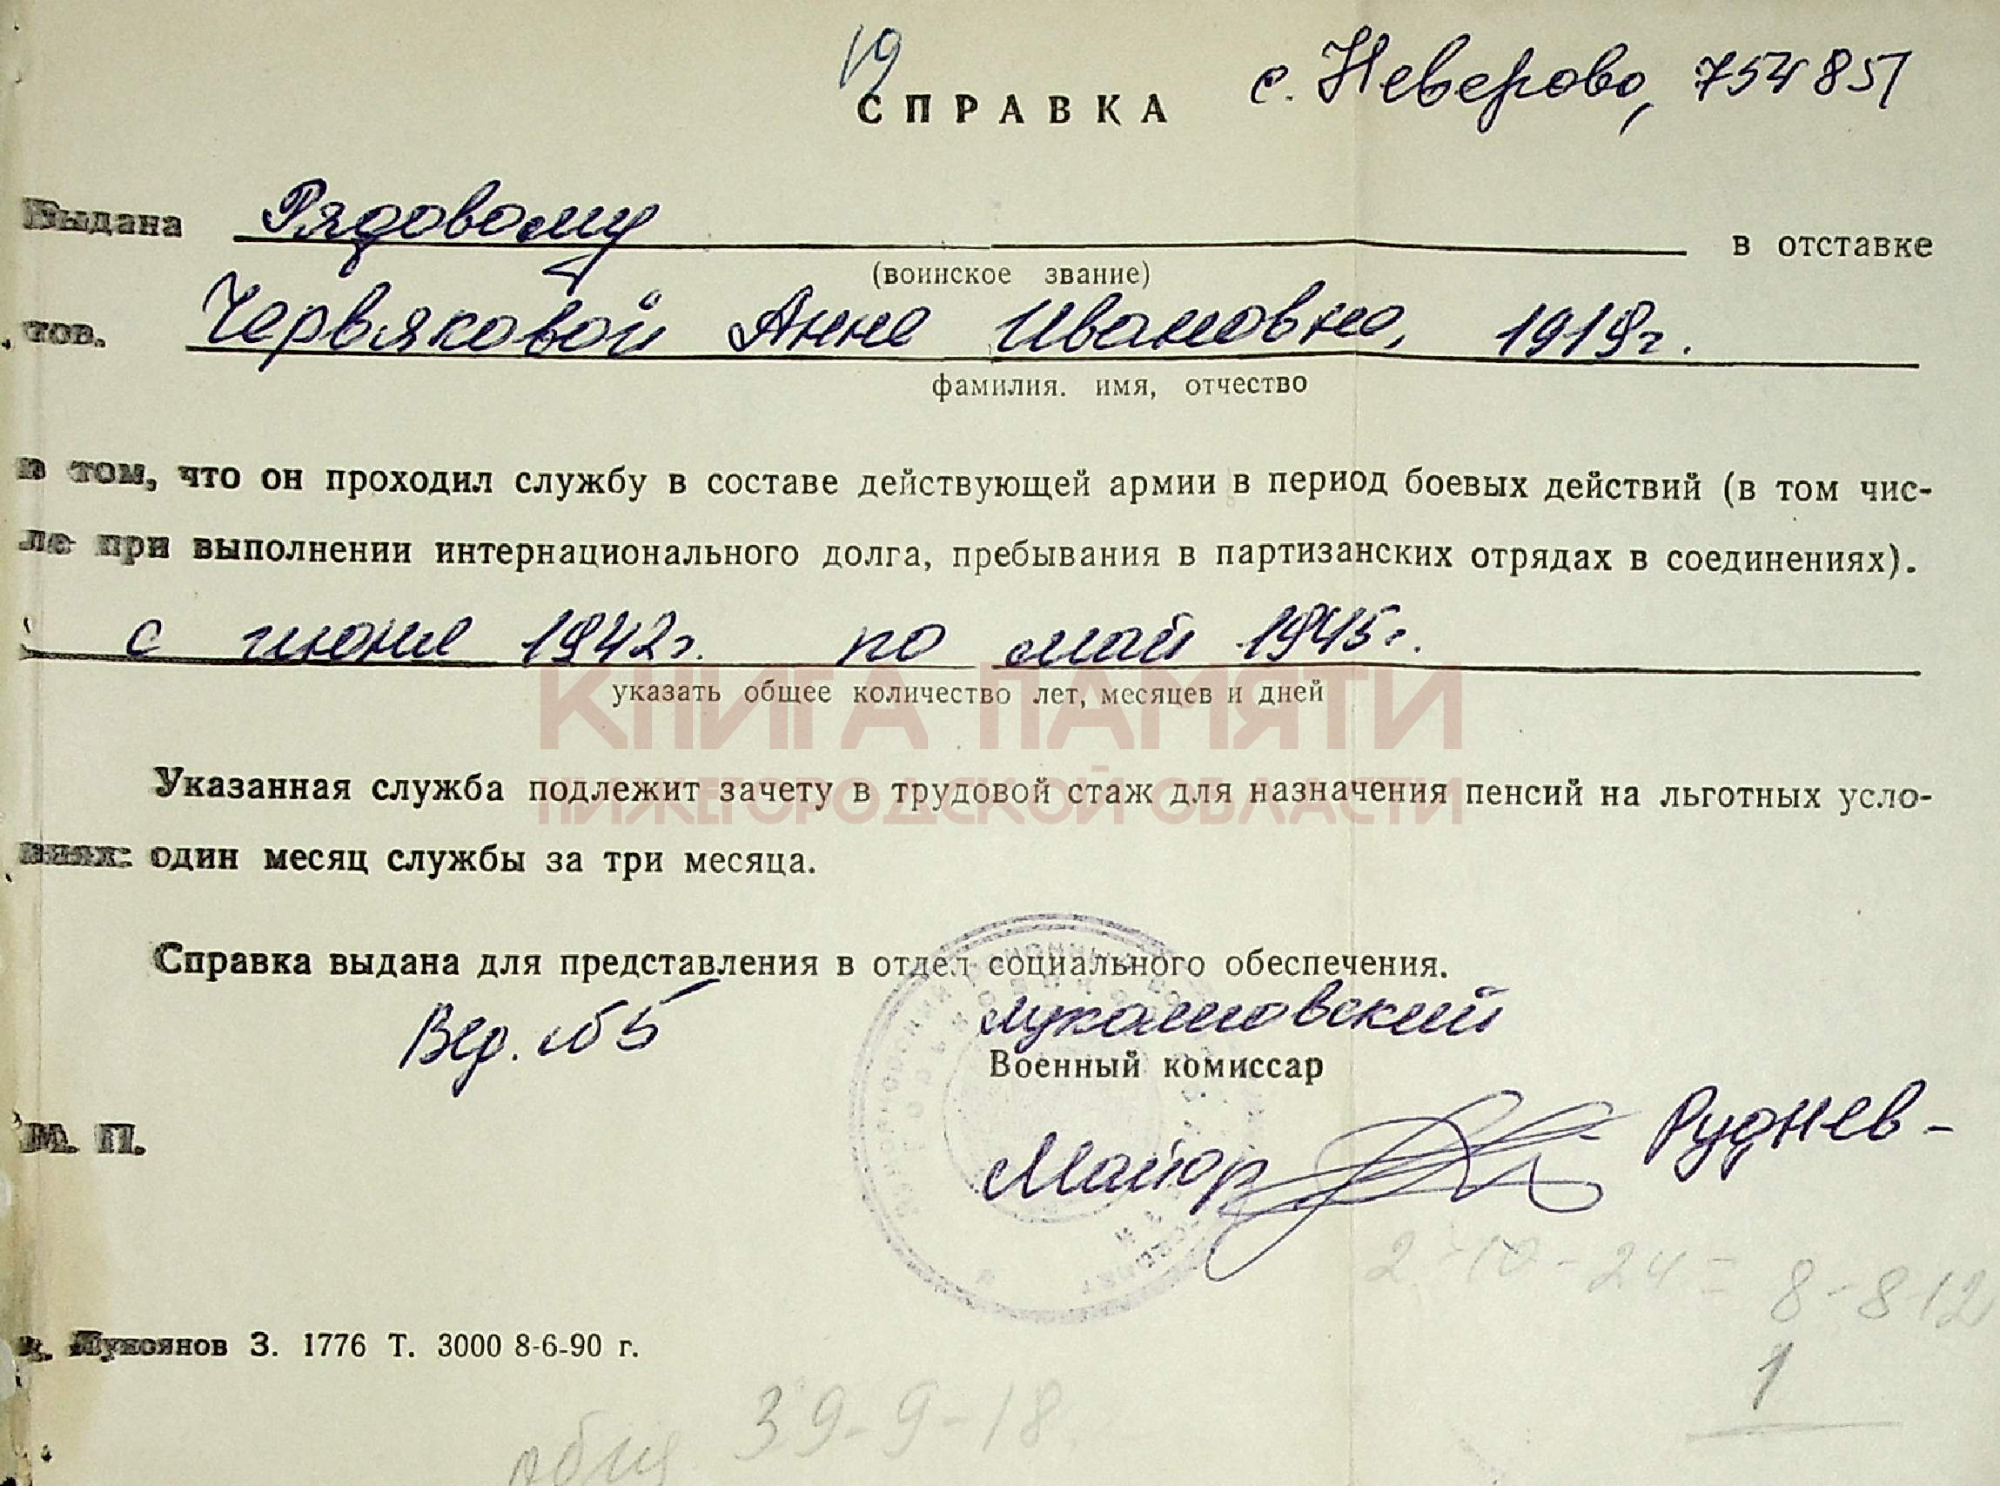 19
с. Неверово, 754851
СПРАВКА
Выдана Рядовому в отставке
(воинское звание)
тов. Червяковой Анне Ивановне, 1919г.
фамилия. имя, отчество
в том, что он проходил службу в составе действующей армии в период боевых действий (в том чис-
ле при выполнении интернационального долга, пребывания в партизанских отрядах в соединениях).
с июня 1942г. по май 1945г.
указать общее количество лет, месяцев и дней
КНИГА ПАМЯТИ
НИЖЕГОРОДСКОЙ ОБЛАСТИ
Указанная служба подлежит зачету в трудовой стаж для назначения пенсий на льготных усло-
виях: один месяц службы за три месяца.
Справка выдана для представления в отдел социального обеспечения.
Вед. №5
Лукояновский
Военный комиссар
М. П.
Майор Руднев
2-10-24 = 8-8-12
1
Лукоянов З. 1776 Т. 3000 8-6-90 г.
общ 39-9-18